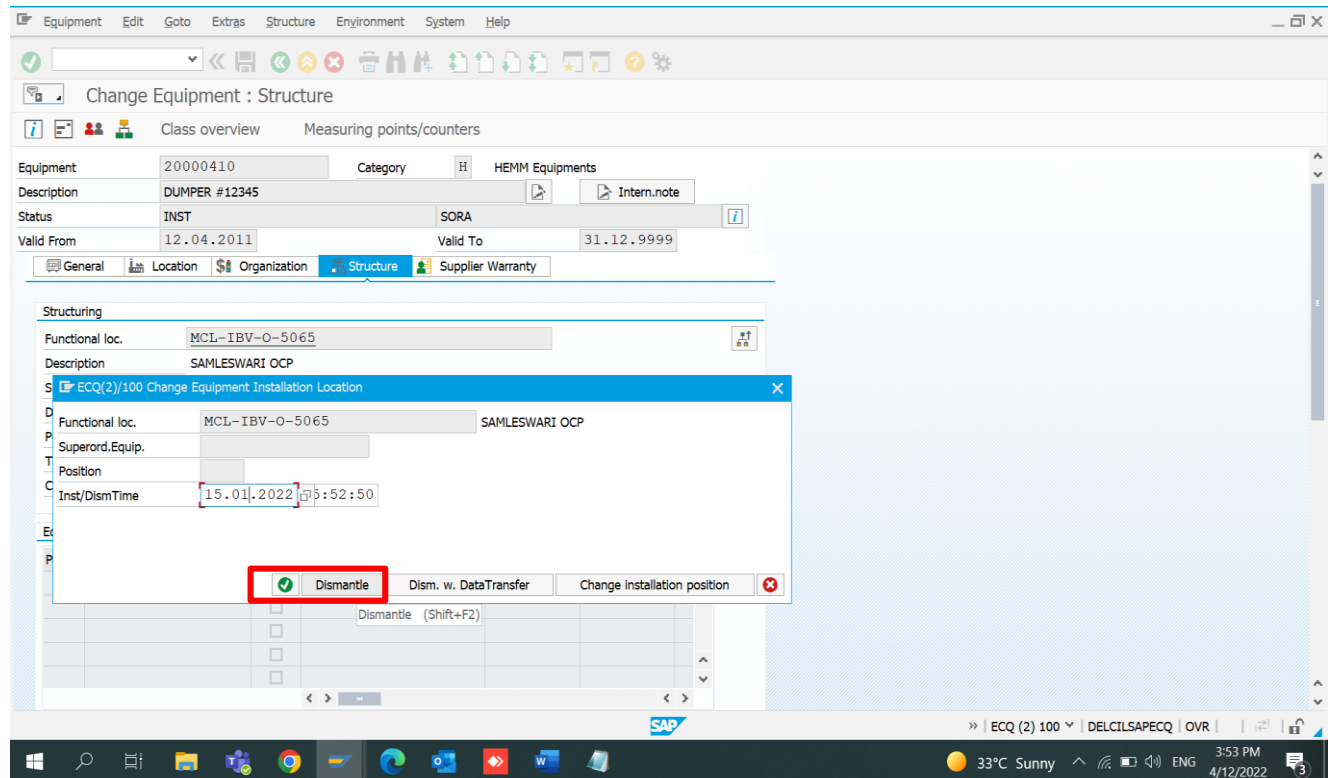 Equipment Edit Goto Extras Structure Environment System Help
Change Equipment : Structure
Class overview Measuring points/counters
Equipment 20000410 Category H HEMM Equipments
Description DUMPER #12345 Intern.note
Status INST SORA
Valid From 12.04.2011 Valid To 31.12.9999
General Location Organization Structure Supplier Warranty
Structuring
Functional loc. MCL-IBV-O-5065
Description SAMLESWARI OCP
S ECQ(2)/100 Change Equipment Installation Location
D
Functional loc. MCL-IBV-O-5065 SAMLESWARI OCP
P
Superord.Equip.
T
Position
C
Inst/DismTime 15.01.2022 5:52:50
P
Dismantle Dism. w. DataTransfer Change installation position
Dismantle (Shift+F2)
SAP
ECQ (2) 100 DELCILSAPECQ OVR
33°C Sunny ENG 3:53 PM
4/12/2022
3